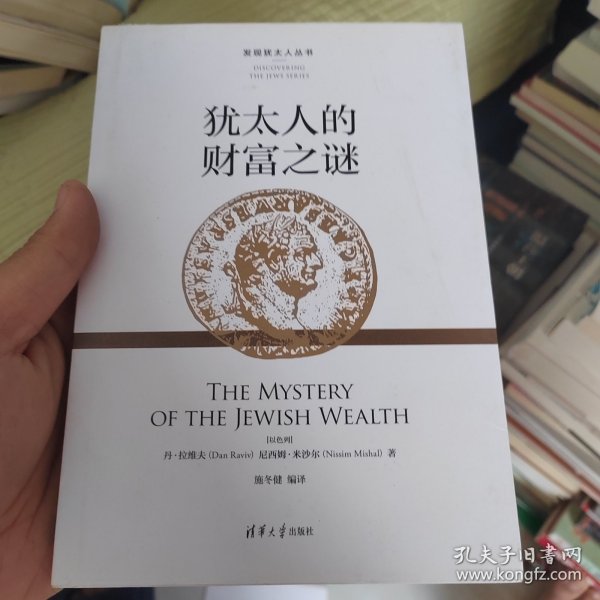 发现犹太人丛书
DISCOVERING
THE JEWS SERIES
犹太人的
财富之谜
THE MYSTERY
OF THE JEWISH WEALTH
[以色列]
丹·拉维夫 (Dan Raviv) 尼西姆·米沙尔 (Nissim Mishal) 著
施冬健 编译
清华大学出版社
孔夫子旧书网
www.kongfz.com